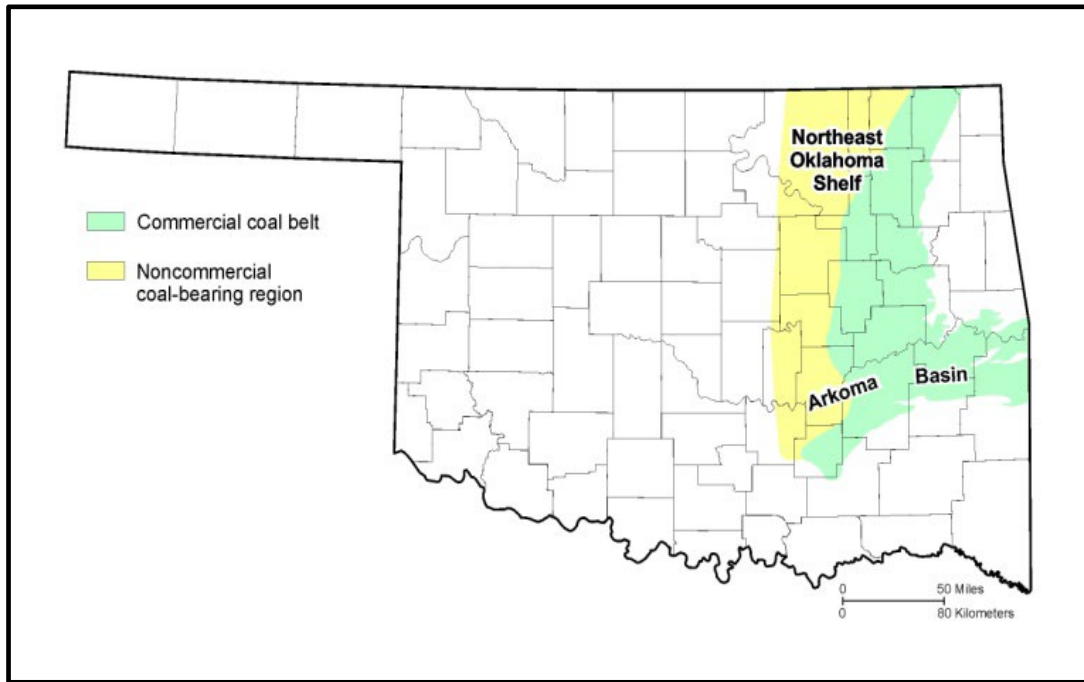 Northeast
Oklahoma
Shelf
Commercial coal belt
Noncommercial
coal-bearing region
Arkoma Basin
0 50 Miles
0 80 Kilometers